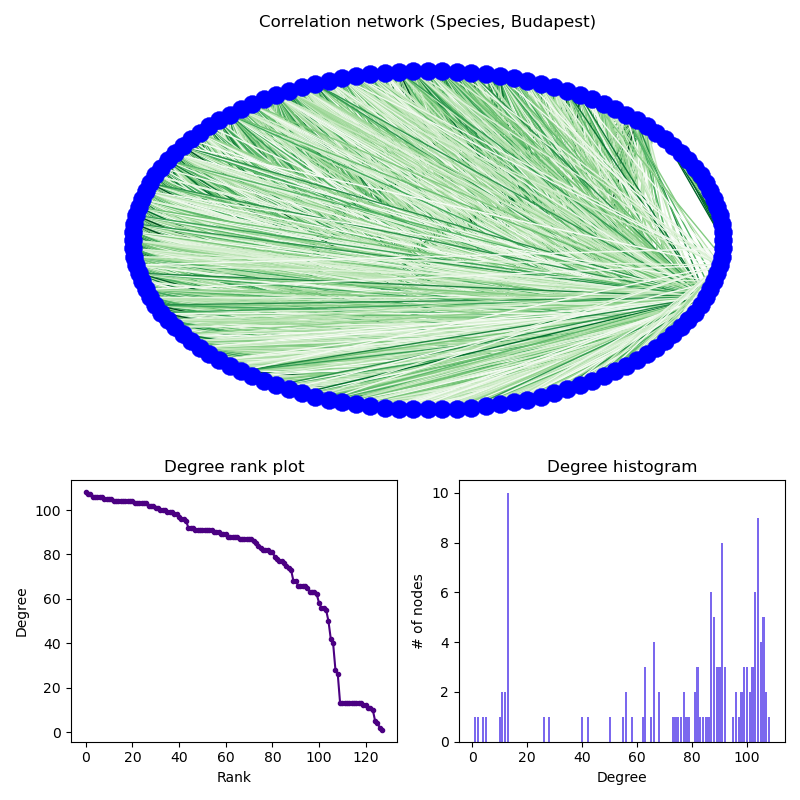 Correlation network (Species, Budapest)
Degree rank plot
Degree histogram
100
80
60
40
20
0
Degree
0 20 40 60 80 100 120
Rank
10
8
6
4
2
0
# of nodes
0 20 40 60 80 100
Degree